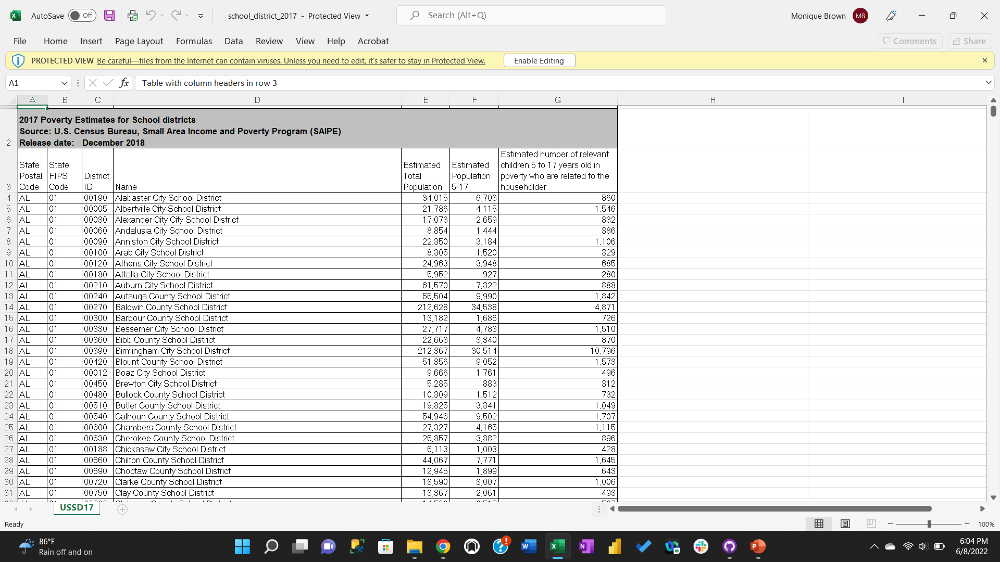 AutoSave Off school_district_2017 - Protected View Search (Alt+Q) Monique Brown MB
File Home Insert Page Layout Formulas Data Review View Help Acrobat Comments Share
PROTECTED VIEW Be careful—files from the Internet can contain viruses. Unless you need to edit, it's safer to stay in Protected View. Enable Editing
A1 fx Table with column headers in row 3
A B C D E F G H I
2017 Poverty Estimates for School districts
Source: U.S. Census Bureau, Small Area Income and Poverty Program (SAIPE)
2 Release date: December 2018
Estimated number of relevant
State State Estimated Estimated children 5 to 17 years old in
Postal FIPS District Total Population poverty who are related to the
3 Code Code ID Name Population 5-17 householder
4 AL 01 00190 Alabaster City School District 34,015 6,703 860
5 AL 01 00005 Albertville City School District 21,786 4,115 1,546
6 AL 01 00030 Alexander City City School District 17,073 2,659 832
7 AL 01 00060 Andalusia City School District 8,854 1,444 386
8 AL 01 00090 Anniston City School District 22,350 3,184 1,106
9 AL 01 00100 Arab City School District 8,305 1,520 329
10 AL 01 00120 Athens City School District 24,963 3,948 685
11 AL 01 00180 Attalla City School District 5,952 927 280
12 AL 01 00210 Auburn City School District 61,570 7,322 888
13 AL 01 00240 Autauga County School District 55,504 9,990 1,842
14 AL 01 00270 Baldwin County School District 212,628 34,538 4,871
15 AL 01 00300 Barbour County School District 13,182 1,686 726
16 AL 01 00330 Bessemer City School District 27,717 4,783 1,510
17 AL 01 00360 Bibb County School District 22,668 3,340 870
18 AL 01 00390 Birmingham City School District 212,367 30,514 10,796
19 AL 01 00420 Blount County School District 51,356 9,052 1,573
20 AL 01 00012 Boaz City School District 9,666 1,761 496
21 AL 01 00450 Brewton City School District 5,285 883 312
22 AL 01 00480 Bullock County School District 10,309 1,512 732
23 AL 01 00510 Butler County School District 19,825 3,341 1,049
24 AL 01 00540 Calhoun County School District 54,946 9,502 1,707
25 AL 01 00600 Chambers County School District 27,327 4,165 1,115
26 AL 01 00630 Cherokee County School District 25,857 3,882 896
27 AL 01 00188 Chickasaw City School District 6,113 1,003 428
28 AL 01 00660 Chilton County School District 44,067 7,771 1,645
29 AL 01 00690 Choctaw County School District 12,945 1,899 643
30 AL 01 00720 Clarke County School District 18,590 3,007 1,006
31 AL 01 00750 Clay County School District 13,367 2,061 493
USSD17
Ready 100%
86°F 6:04 PM
Rain off and on 6/8/2022